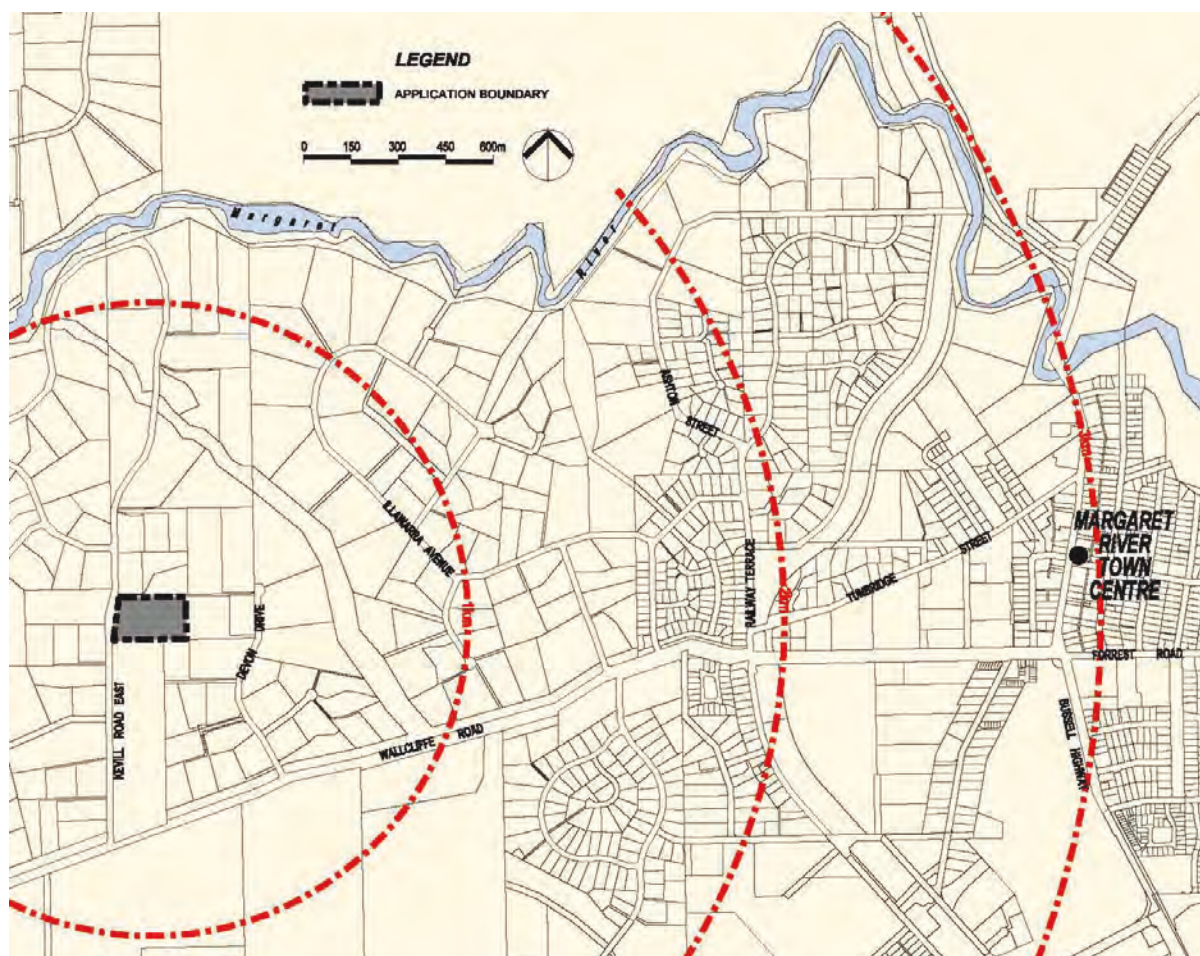 LEGEND
APPLICATION BOUNDARY
0 150 300 450 600m
Margaret
River
ASHTON
STREET
3km
ILLAWARRA AVENUE
MARGARET
RIVER
TOWN
CENTRE
STREET
TUNBRIDGE
RAILWAY TERRACE
2km
1km
DEVON
DRIVE
FORREST ROAD
KEVILL ROAD EAST
WALLCLIFFE ROAD
BUSSELL
HIGHWAY